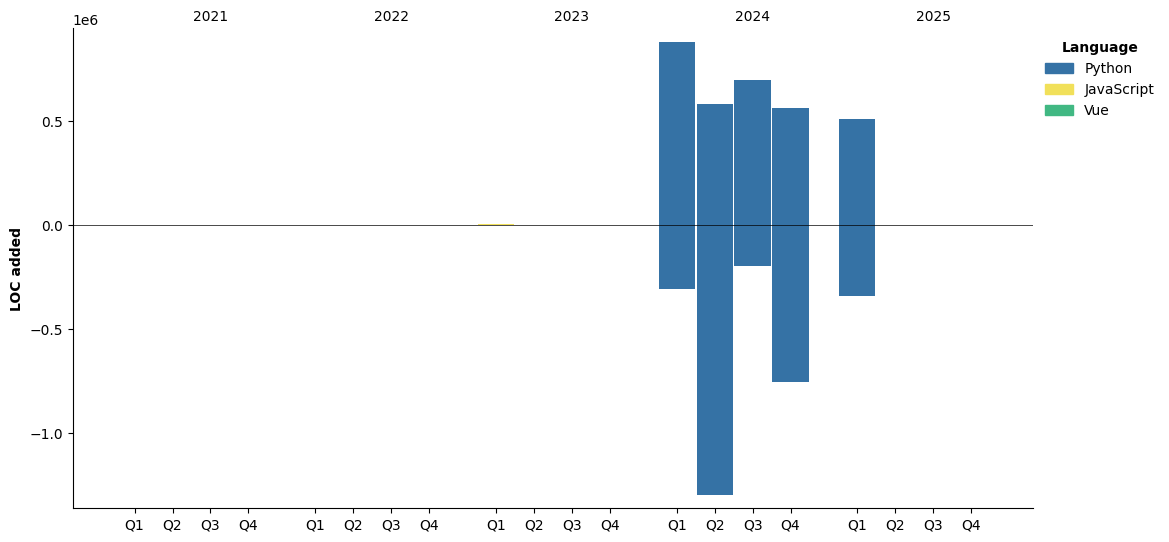 1e6
2021 2022 2023 2024 2025
Language
Python
JavaScript
Vue
LOC added
0.5
0.0
−0.5
−1.0
Q1 Q2 Q3 Q4 Q1 Q2 Q3 Q4 Q1 Q2 Q3 Q4 Q1 Q2 Q3 Q4 Q1 Q2 Q3 Q4